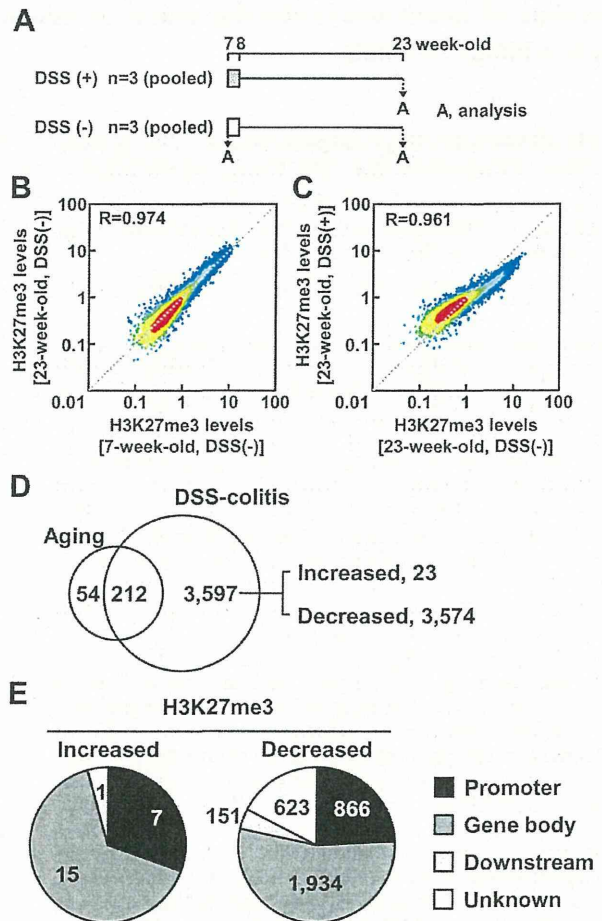 A
7 8 23 week-old
DSS (+) n=3 (pooled)
A A, analysis
DSS (-) n=3 (pooled)
A A
B
100
10
1
0.1
0.01 0.1 1 10 100
R=0.974
H3K27me3 levels
[23-week-old, DSS(-)]
H3K27me3 levels
[7-week-old, DSS(-)]
C
100
10
1
0.1
0.01 0.1 1 10 100
R=0.961
H3K27me3 levels
[23-week-old, DSS(+)]
H3K27me3 levels
[23-week-old, DSS(-)]
D
DSS-colitis
Aging
54 212 3,597
Increased, 23
Decreased, 3,574
E
H3K27me3
Increased Decreased
1
7
15
151
623
866
1,934
Promoter
Gene body
Downstream
Unknown